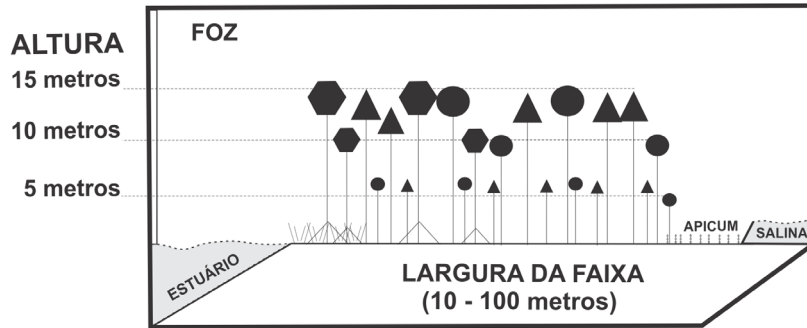 FOZ
ALTURA
15 metros
10 metros
5 metros
APICUM
SALINA
ESTUÁRIO
LARGURA DA FAIXA
(10 - 100 metros)